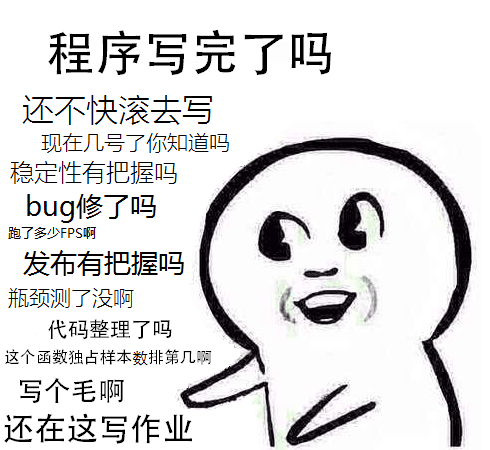 程序写完了吗
还不快滚去写
现在几号了你知道吗
稳定性有把握吗
bug修了吗
跑了多少FPS啊
发布有把握吗
瓶颈测了没啊
代码整理了吗
这个函数独占样本数排第几啊
写个毛啊
还在这写作业